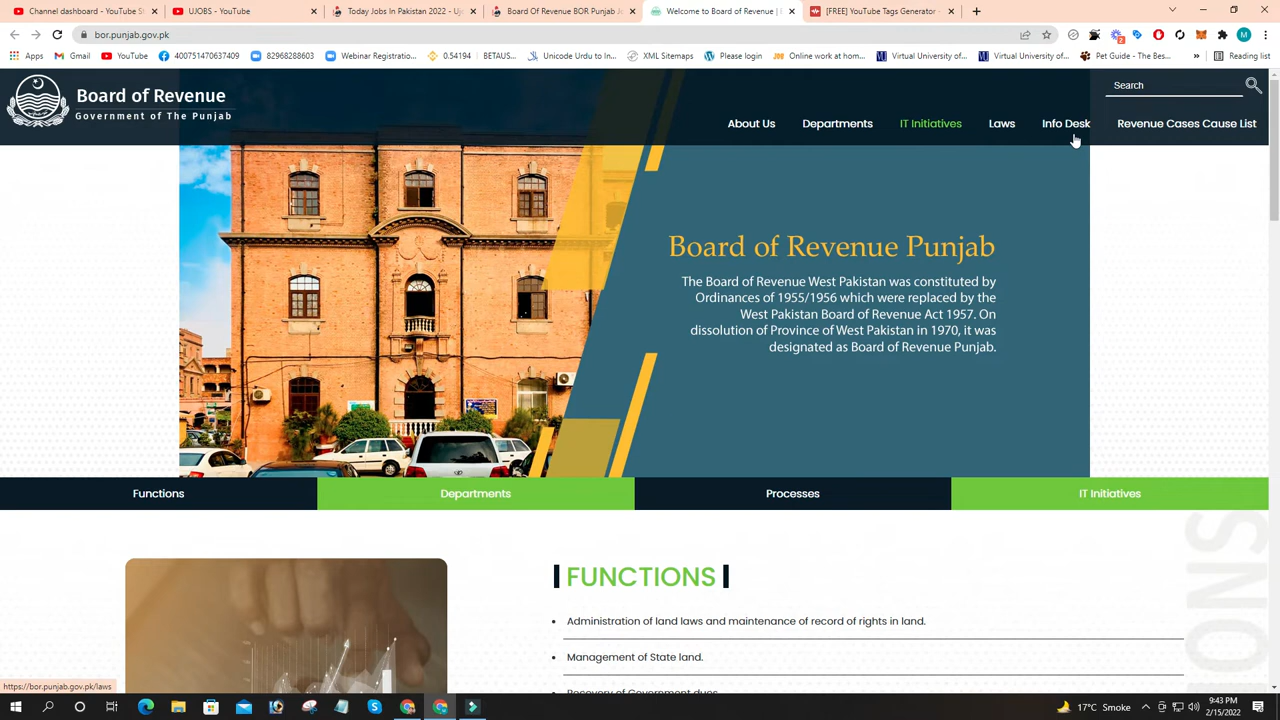 Channel dashboard - YouTube St
UJOBS - YouTube
Today Jobs In Pakistan 2022 - Uj
Board Of Revenue BOR Punjab Jo
Welcome to Board of Revenue |
[FREE] YouTube Tags Generator -
bor.punjab.gov.pk
Apps
Gmail
YouTube
400751470637409
82968288603
Webinar Registratio...
0.54194 | BETAUS...
Unicode Urdu to In...
XML Sitemaps
Please login
Online work at hom...
Virtual University of...
Virtual University of...
Pet Guide - The Bes...
»
Reading list
Board of Revenue
Government of The Punjab
Search
About Us
Departments
IT Initiatives
Laws
Info Desk
Revenue Cases Cause List
Board of Revenue Punjab
The Board of Revenue West Pakistan was constituted by
Ordinances of 1955/1956 which were replaced by the
West Pakistan Board of Revenue Act 1957. On
dissolution of Province of West Pakistan in 1970, it was
designated as Board of Revenue Punjab.
Functions
Departments
Processes
IT Initiatives
FUNCTIONS
• Administration of land laws and maintenance of record of rights in land.
• Management of State land.
• Recovery of Government dues.
https://bor.punjab.gov.pk/laws
17°C Smoke
9:43 PM
2/15/2022